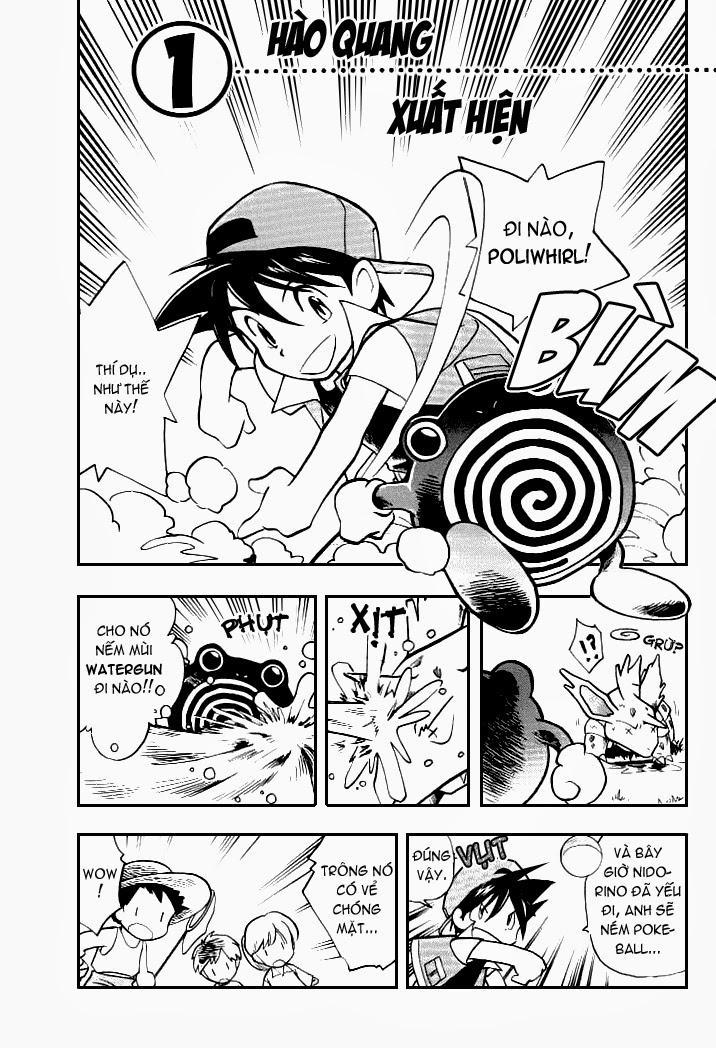 1
HÀO QUANG
XUẤT HIỆN
ĐI NÀO,
POLIWHIRL!
BÙM
THÍ DỤ..
NHƯ THẾ
NÀY!
CHO NÓ
NẾM MÙI
WATERGUN
ĐI NÀO!!
PHỤT
XỊT
!?
GRỪ?
WOW!
TRÔNG NÓ
CÓ VẺ
CHÓNG
MẶT...
ĐÚNG
VẬY.
VỤT
VÀ BÂY
GIỜ NIDO-
RINO ĐÃ YẾU
ĐI, ANH SẼ
NÉM POKE-
BALL...